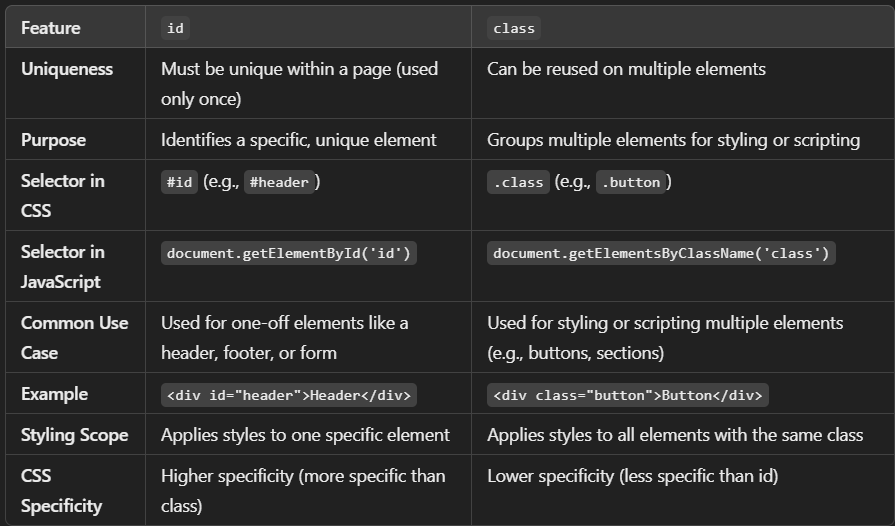 Feature id class
Uniqueness Must be unique within a page (used Can be reused on multiple elements
only once)
Purpose Identifies a specific, unique element Groups multiple elements for styling or scripting
Selector in #id (e.g., #header ) .class (e.g., .button )
CSS
Selector in document.getElementById('id') document.getElementsByClassName('class')
JavaScript
Common Use Used for one-off elements like a Used for styling or scripting multiple elements
Case header, footer, or form (e.g., buttons, sections)
Example <div id="header">Header</div> <div class="button">Button</div>
Styling Scope Applies styles to one specific element Applies styles to all elements with the same class
CSS Higher specificity (more specific than Lower specificity (less specific than id)
Specificity class)